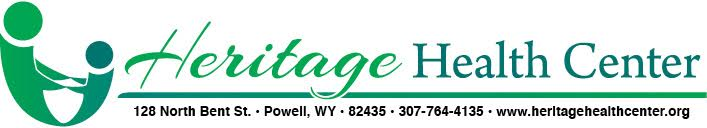 Heritage Health Center
128 North Bent St. • Powell, WY • 82435 • 307-764-4135 • www.heritagehealthcenter.org